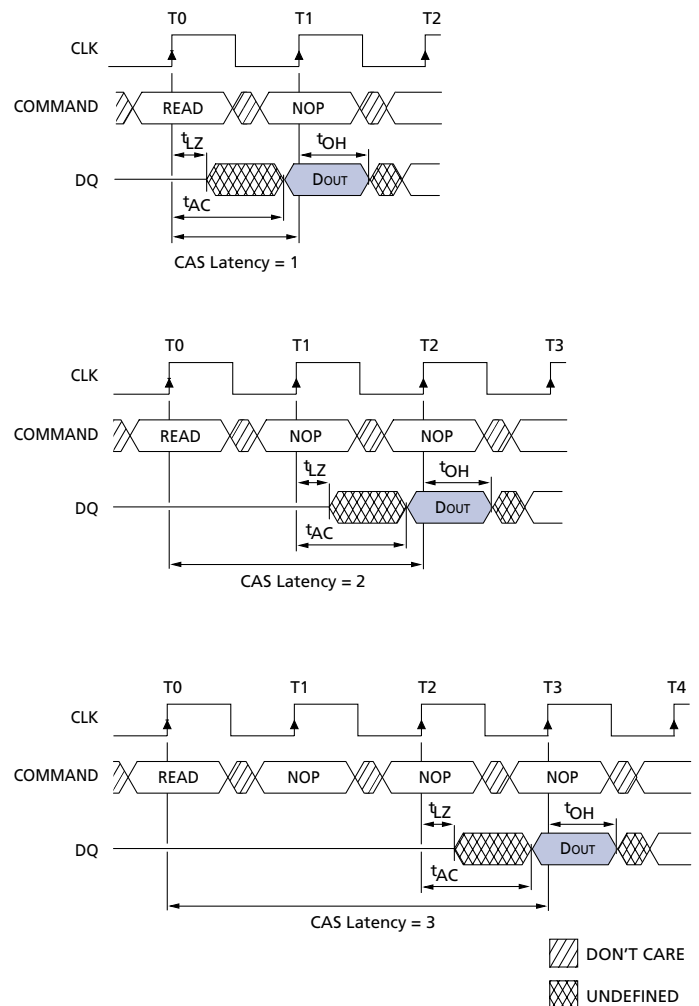 T0 T1 T2
CLK
COMMAND READ NOP
tLZ tOH
DQ DOUT
tAC
CAS Latency = 1
T0 T1 T2 T3
CLK
COMMAND READ NOP NOP
tLZ tOH
DQ DOUT
tAC
CAS Latency = 2
T0 T1 T2 T3 T4
CLK
COMMAND READ NOP NOP NOP
tLZ tOH
DQ DOUT
tAC
CAS Latency = 3
DON'T CARE
UNDEFINED